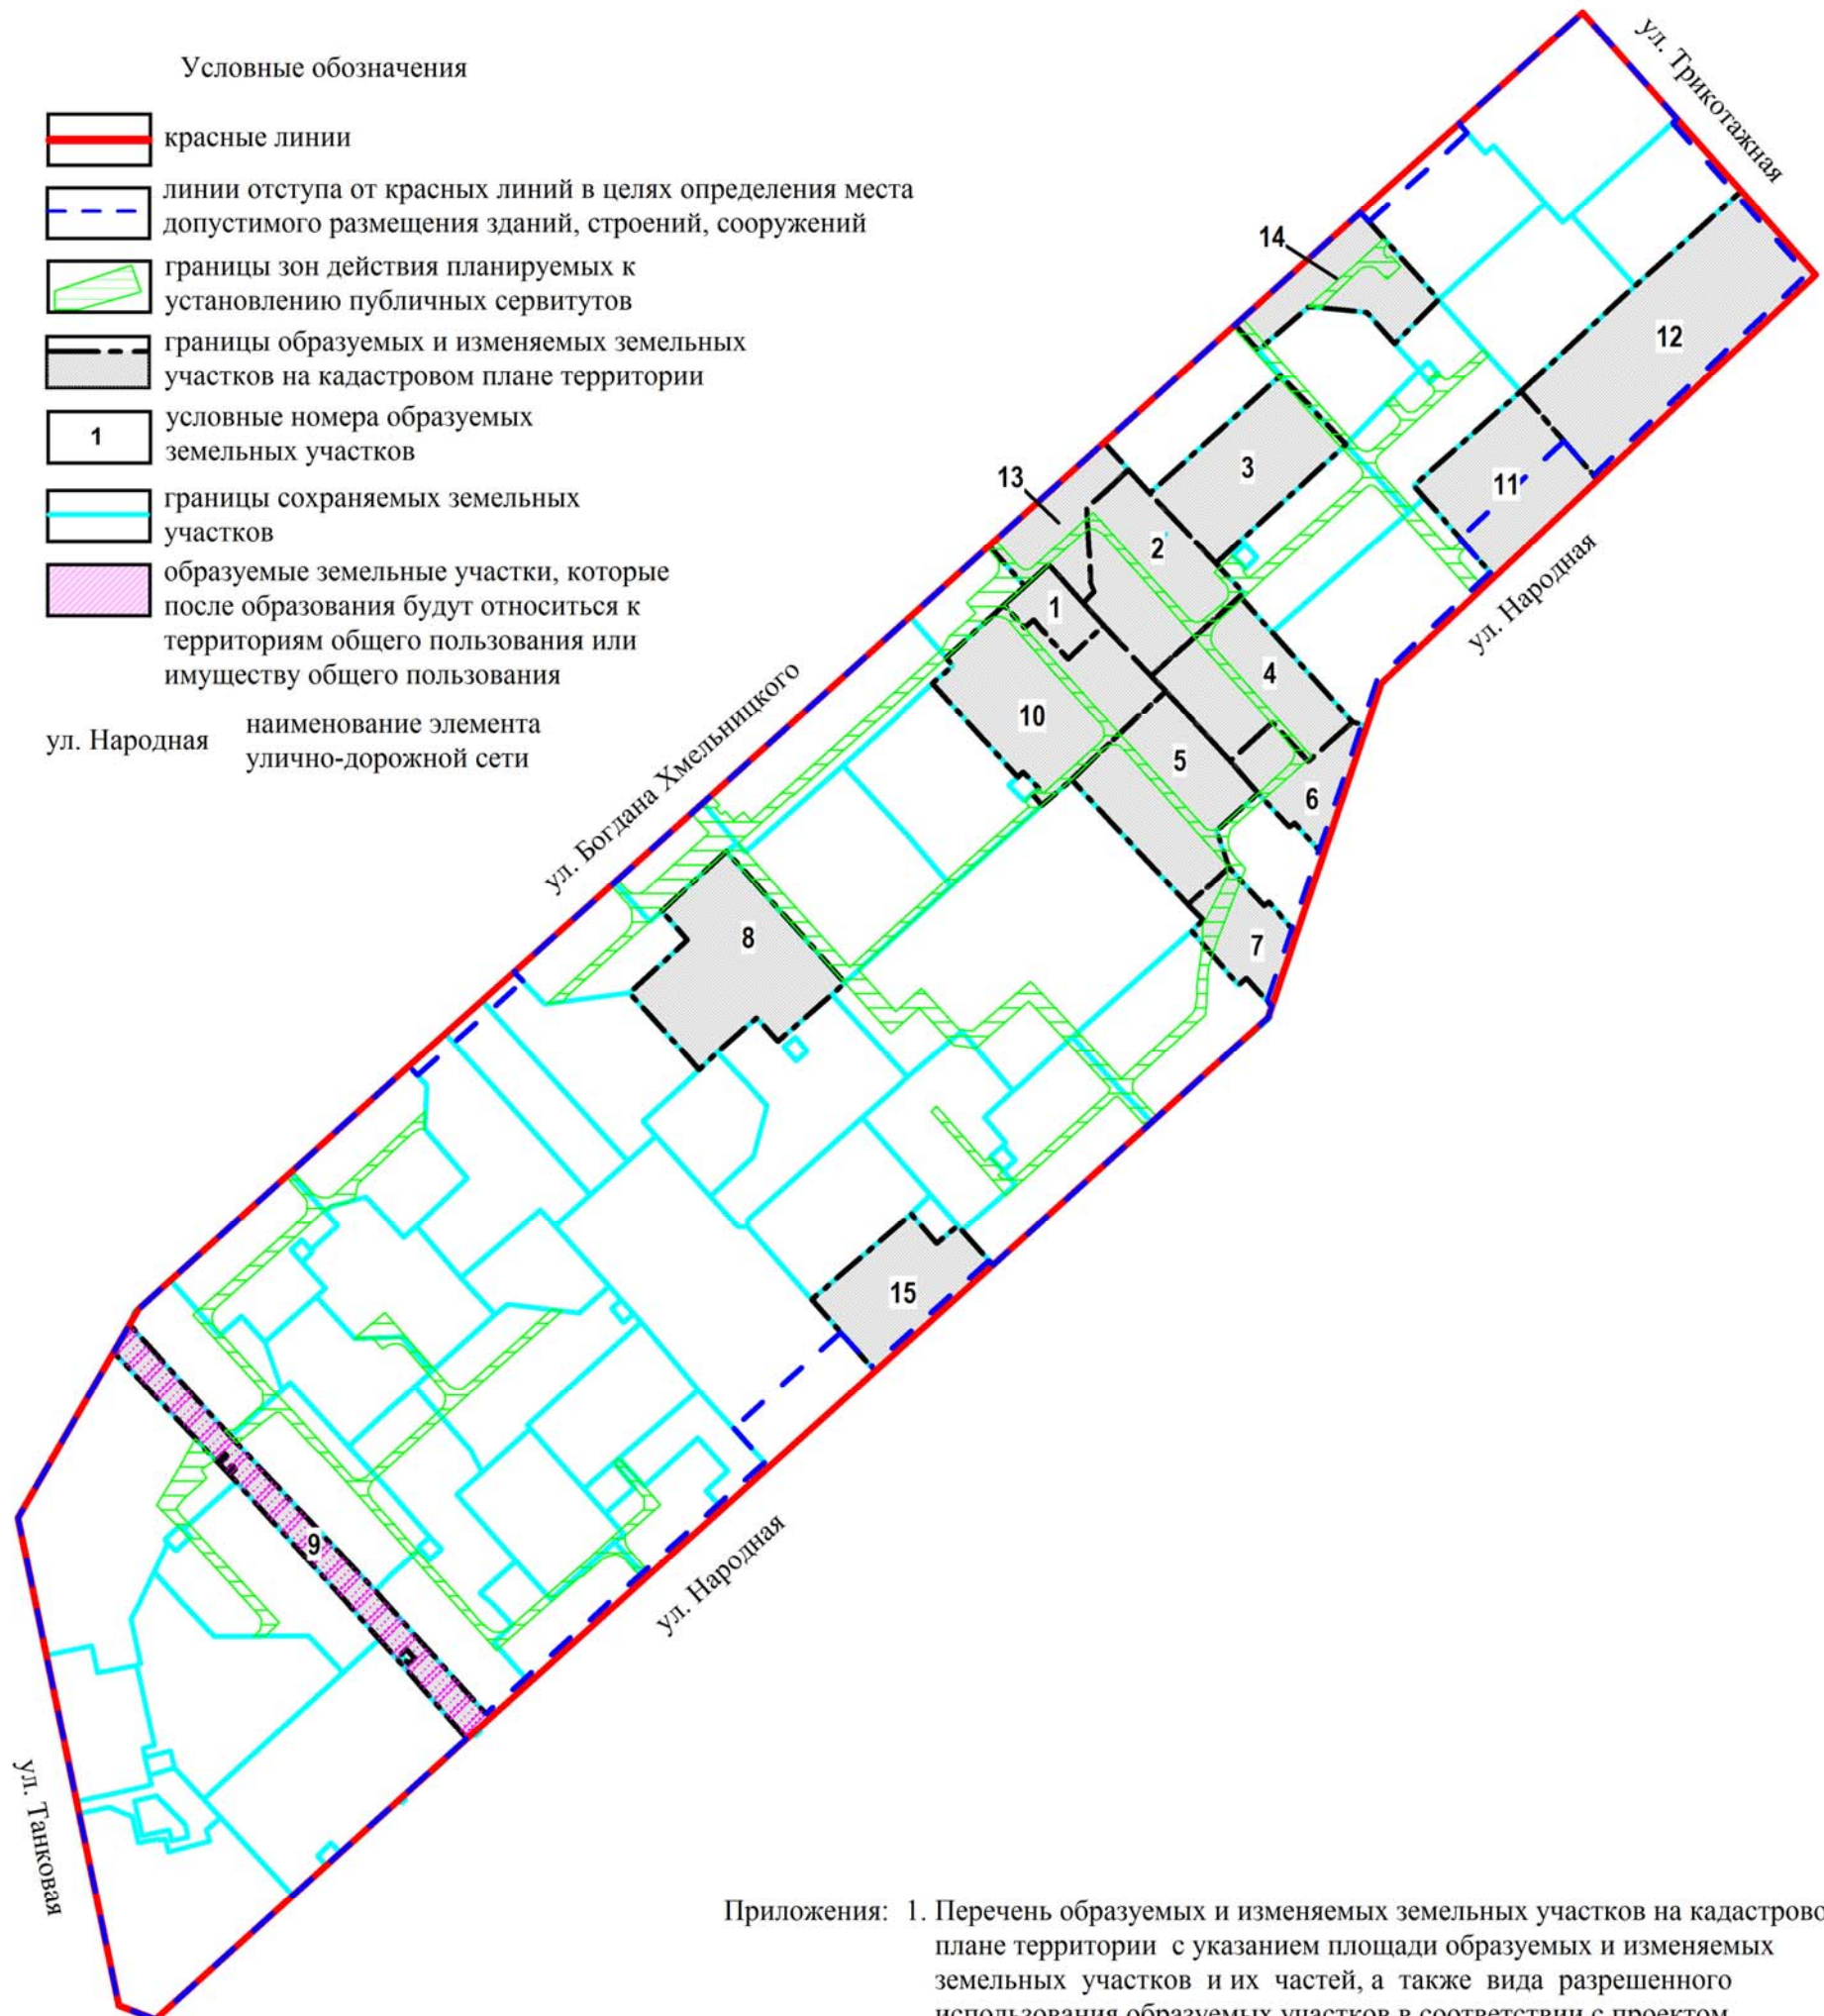 Условные обозначения
красные линии
линии отступа от красных линий в целях определения места
допустимого размещения зданий, строений, сооружений
границы зон действия планируемых к
установлению публичных сервитутов
границы образуемых и изменяемых земельных
участков на кадастровом плане территории
1
условные номера образуемых
земельных участков
границы сохраняемых земельных
участков
образуемые земельные участки, которые
после образования будут относиться к
территориям общего пользования или
имуществу общего пользования
ул. Народная
наименование элемента
улично-дорожной сети
ул. Трикотажная
14
12
3
13
11
2
ул. Народная
1
4
10
5
6
ул. Богдана Хмельницкого
8
7
15
9
ул. Народная
ул. Танковая
Приложения: 1. Перечень образуемых и изменяемых земельных участков на кадастрово
плане территории с указанием площади образуемых и изменяемых
земельных участков и их частей, а также вида разрешенного
использования образуемых участков в соответствии с проектом